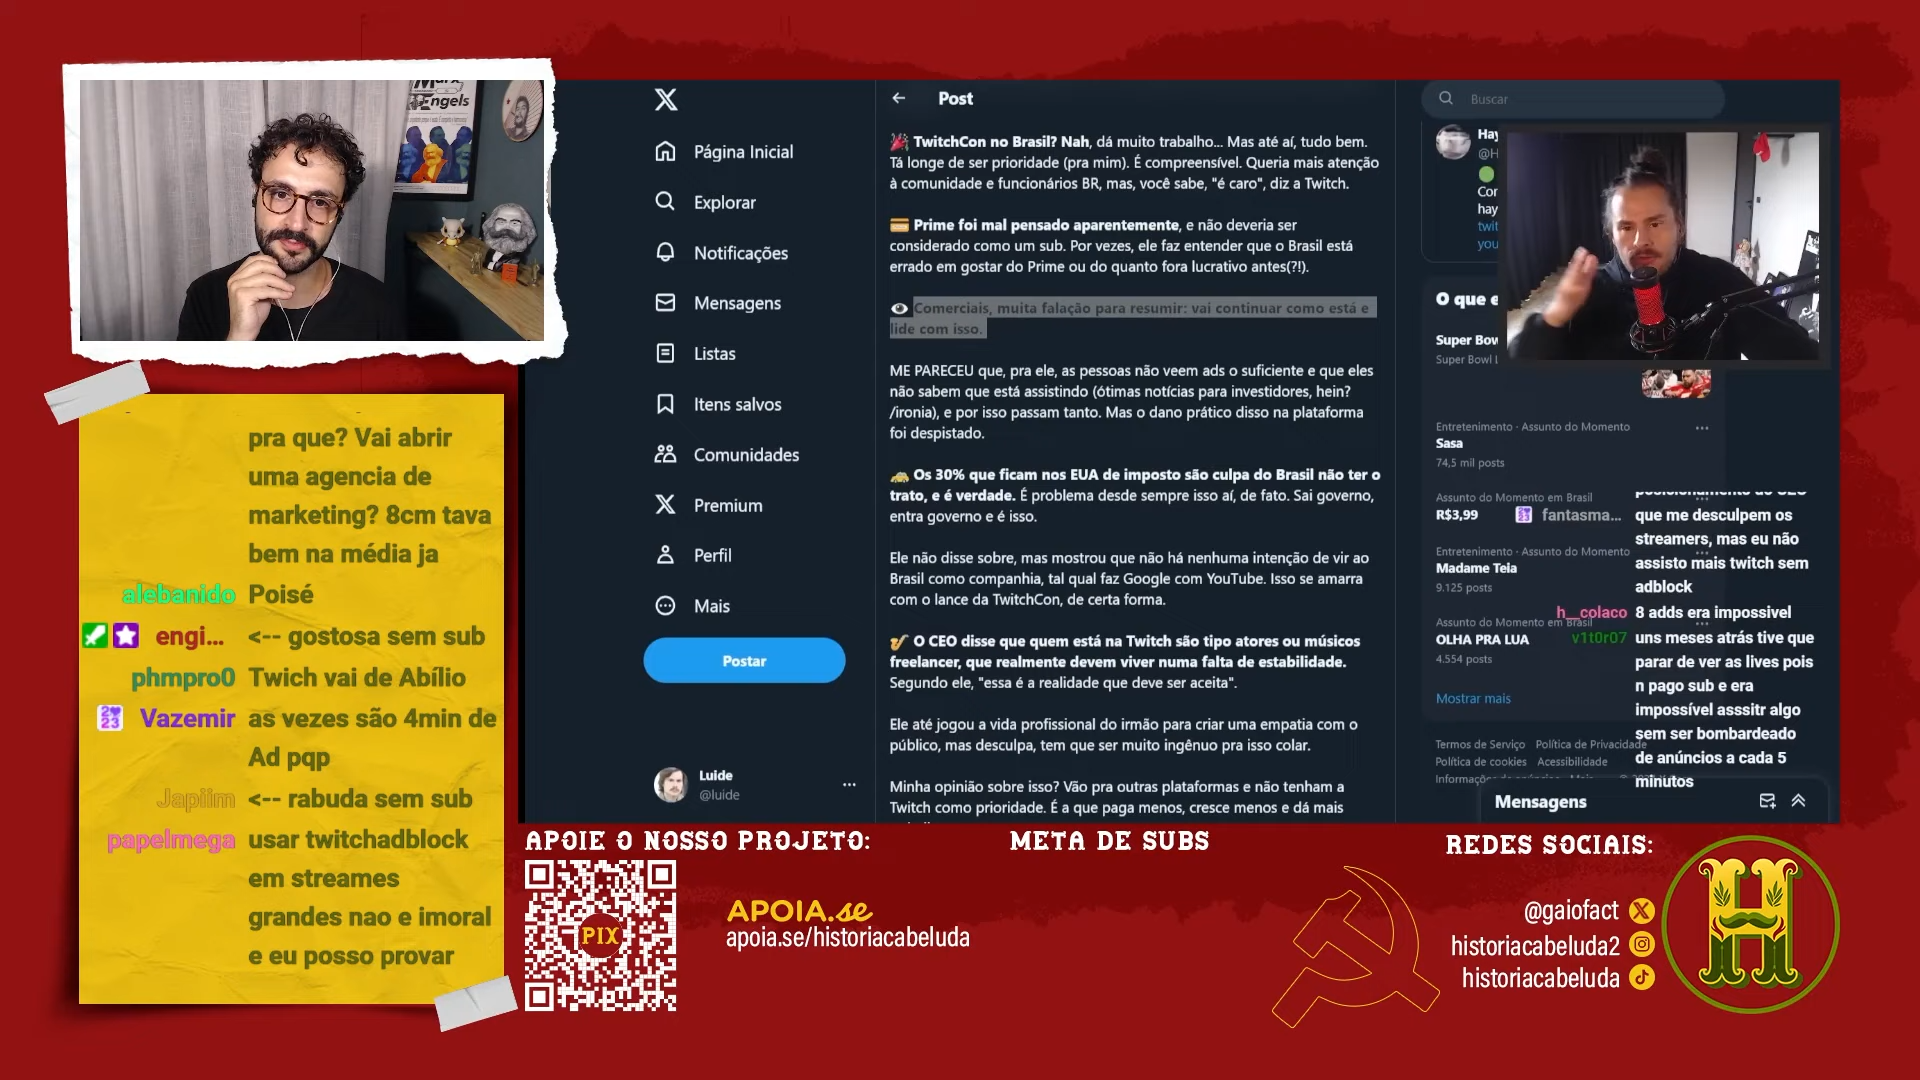 Marx
Engels
pra que? Vai abrir
uma agencia de
marketing? 8cm tava
bem na média ja
alebanido Poisé
engi... <-- gostosa sem sub
phmpro0 Twich vai de Abílio
Vazemir as vezes são 4min de
Ad pqp
Japiim <-- rabuda sem sub
papelmega usar twitchadblock
em streames
grandes nao e imoral
e eu posso provar
Página Inicial
Explorar
Notificações
Mensagens
Listas
Itens salvos
Comunidades
Premium
Perfil
Mais
Postar
Luide
@luide
Post
TwitchCon no Brasil? Nah, dá muito trabalho... Mas até aí, tudo bem.
Tá longe de ser prioridade (pra mim). É compreensível. Queria mais atenção
à comunidade e funcionários BR, mas, você sabe, "é caro", diz a Twitch.
Prime foi mal pensado aparentemente, e não deveria ser
considerado como um sub. Por vezes, ele faz entender que o Brasil está
errado em gostar do Prime ou do quanto fora lucrativo antes(?!).
Comerciais, muita falação para resumir: vai continuar como está e
lide com isso.
ME PARECEU que, pra ele, as pessoas não veem ads o suficiente e que eles
não sabem que está assistindo (ótimas notícias para investidores, hein?
/ironia), e por isso passam tanto. Mas o dano prático disso na plataforma
foi despistado.
Os 30% que ficam nos EUA de imposto são culpa do Brasil não ter o
trato, e é verdade. É problema desde sempre isso aí, de fato. Sai governo,
entra governo e é isso.
Ele não disse sobre, mas mostrou que não há nenhuma intenção de vir ao
Brasil como companhia, tal qual faz Google com YouTube. Isso se amarra
com o lance da TwitchCon, de certa forma.
O CEO disse que quem está na Twitch são tipo atores ou músicos
freelancer, que realmente devem viver numa falta de estabilidade.
Segundo ele, "essa é a realidade que deve ser aceita".
Ele até jogou a vida profissional do irmão para criar uma empatia com o
público, mas desculpa, tem que ser muito ingênuo pra isso colar.
Minha opinião sobre isso? Vão pra outras plataformas e não tenham a
Twitch como prioridade. É a que paga menos, cresce menos e dá mais
Buscar
Hay
@H
Cor
hay
twit
you
O que e
Super Bow
Super Bowl L
Entretenimento · Assunto do Momento
Sasa
74,5 mil posts
Assunto do Momento em Brasil
R$3,99
Entretenimento · Assunto do Momento
Madame Teia
9.125 posts
Assunto do Momento em Brasil
OLHA PRA LUA
4.554 posts
Mostrar mais
Termos de Serviço Política de Privacidade
Política de cookies Acessibilidade
Mensagens
fantasma...
posicionamento do CEO
que me desculpem os
streamers, mas eu não
assisto mais twitch sem
adblock
h__colaco 8 adds era impossivel
v1t0r07 uns meses atrás tive que
parar de ver as lives pois
n pago sub e era
impossível asssitr algo
sem ser bombardeado
de anúncios a cada 5
minutos
APOIE O NOSSO PROJETO:
PIX
APOIA.se
apoia.se/historiacabeluda
META DE SUBS
REDES SOCIAIS:
@gaiofact
historiacabeluda2
historiacabeluda
H